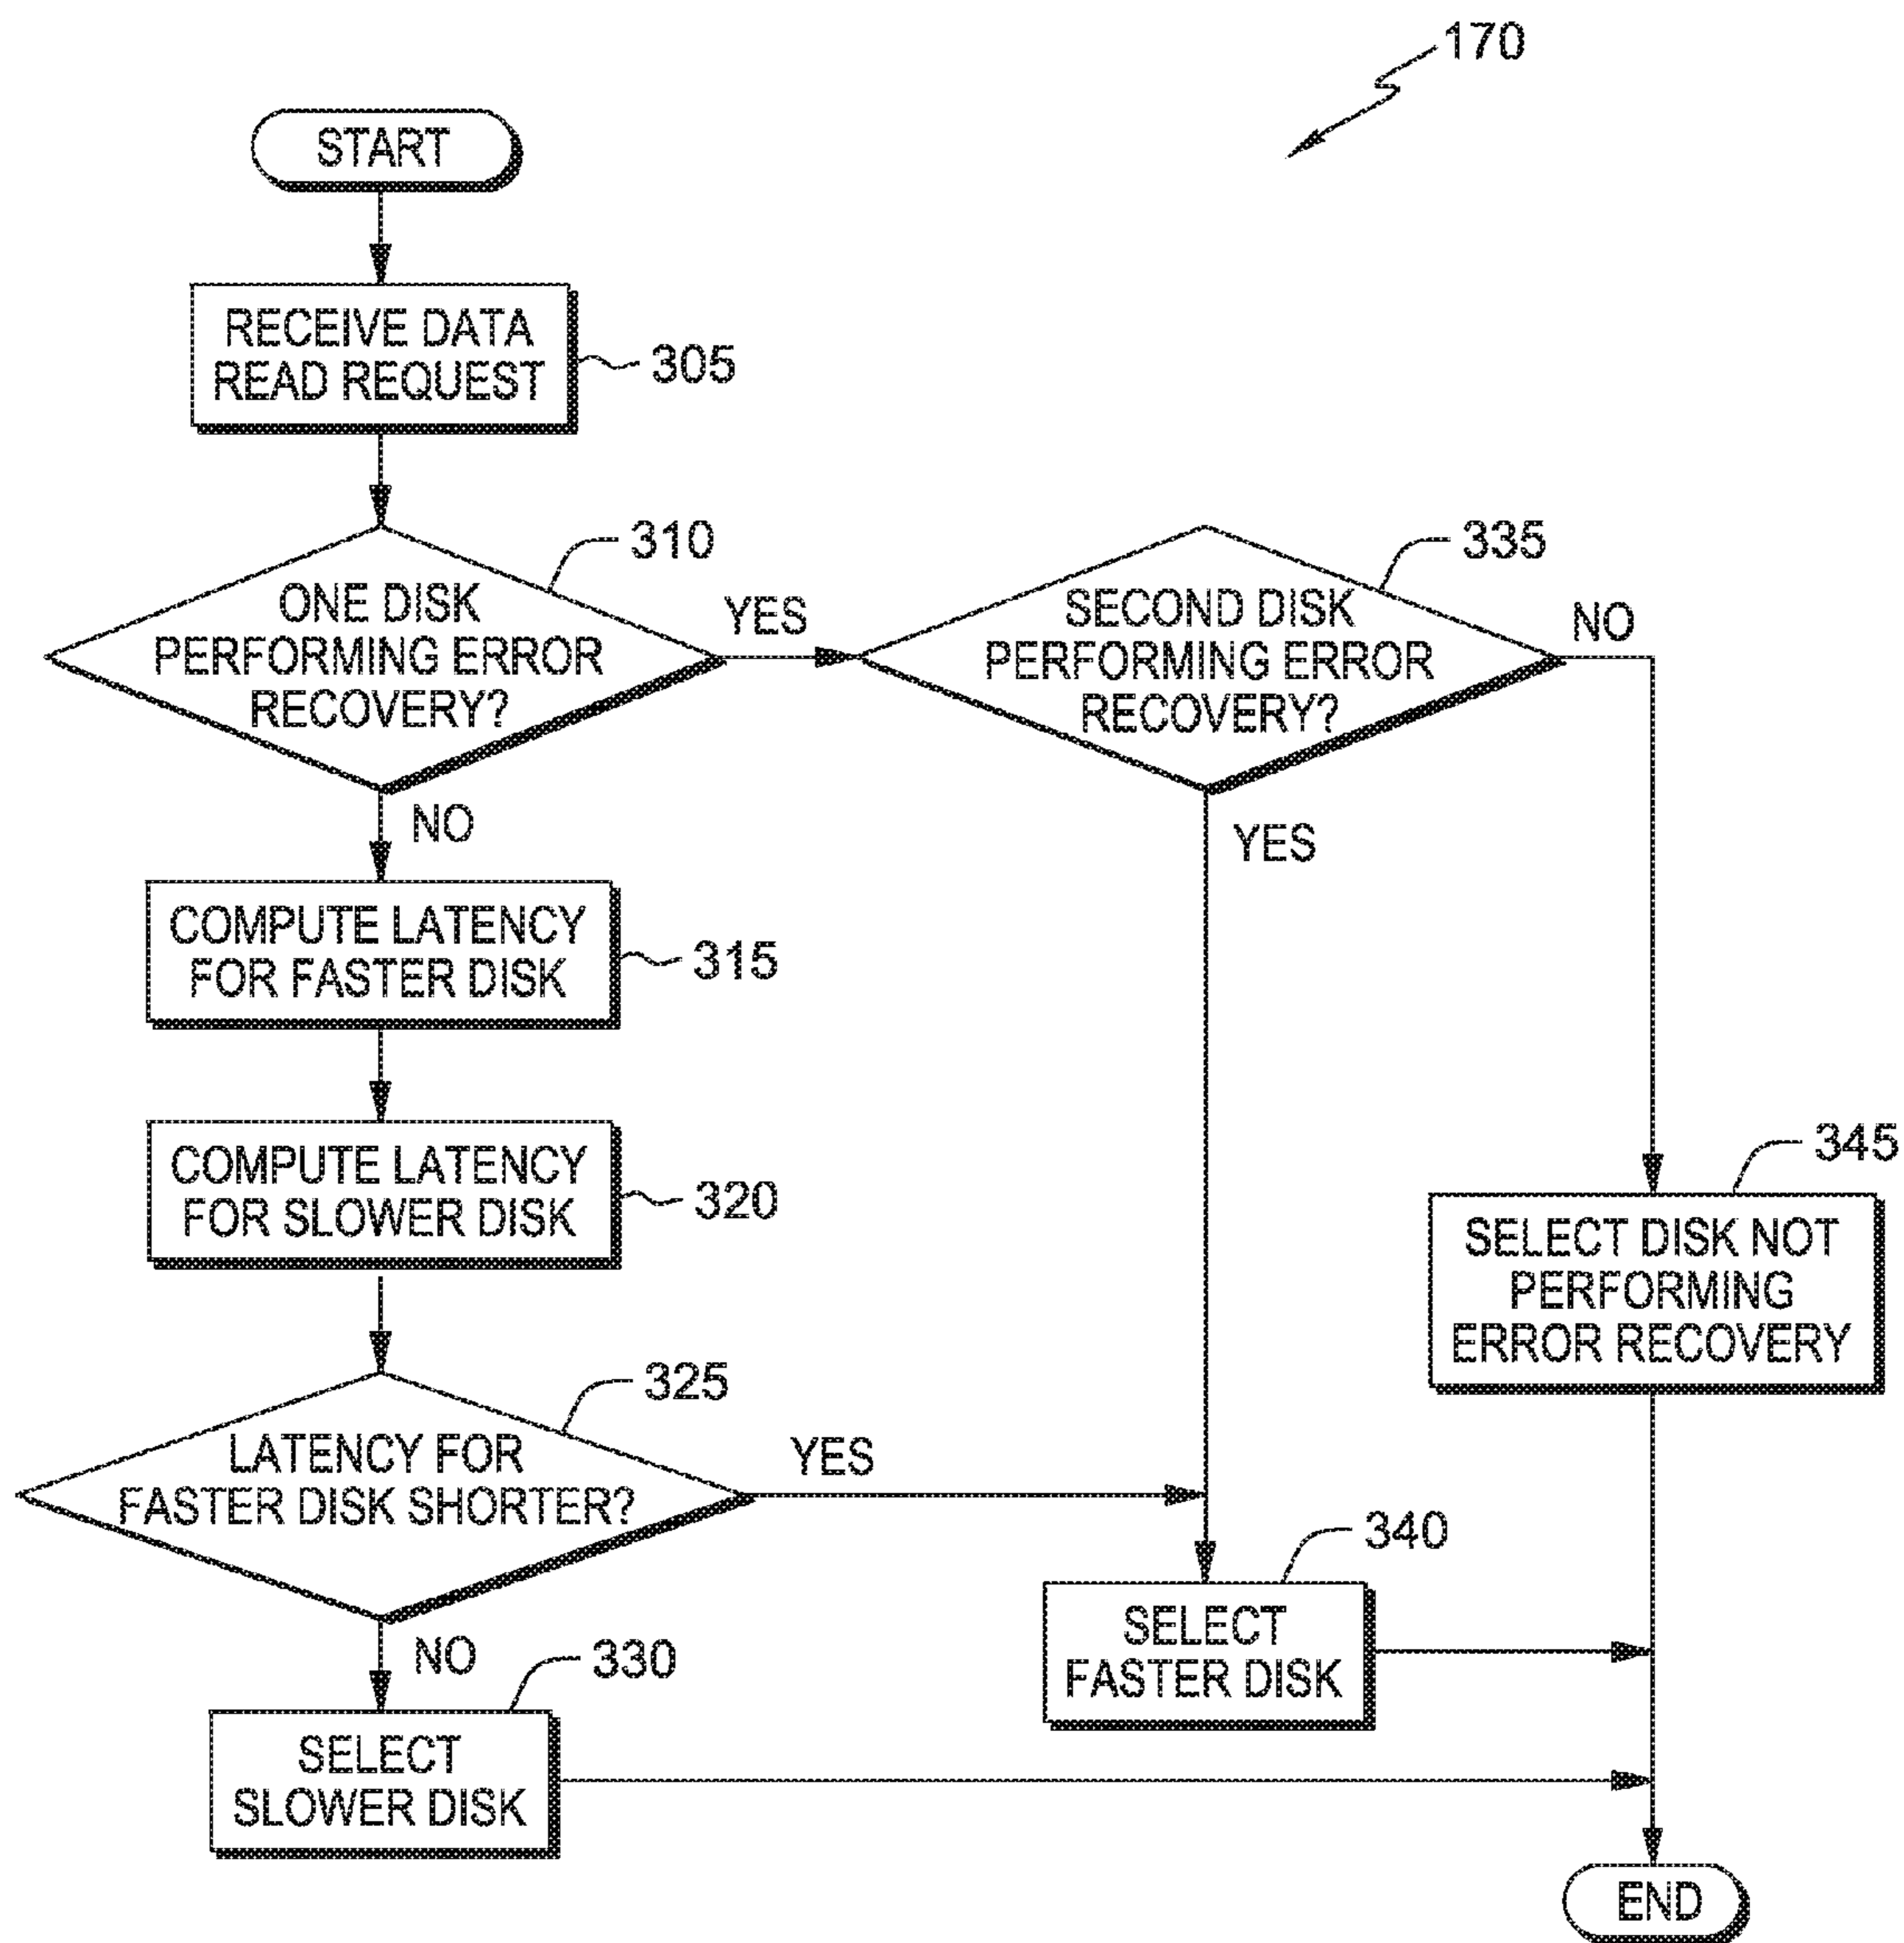 170
START
RECEIVE DATA
READ REQUEST
305
310
ONE DISK
PERFORMING ERROR
RECOVERY?
YES
335
SECOND DISK
PERFORMING ERROR
RECOVERY?
NO
NO
YES
COMPUTE LATENCY
FOR FASTER DISK
315
COMPUTE LATENCY
FOR SLOWER DISK
320
345
SELECT DISK NOT
PERFORMING
ERROR RECOVERY
325
LATENCY FOR
FASTER DISK SHORTER?
YES
340
SELECT
FASTER DISK
NO
330
SELECT
SLOWER DISK
END